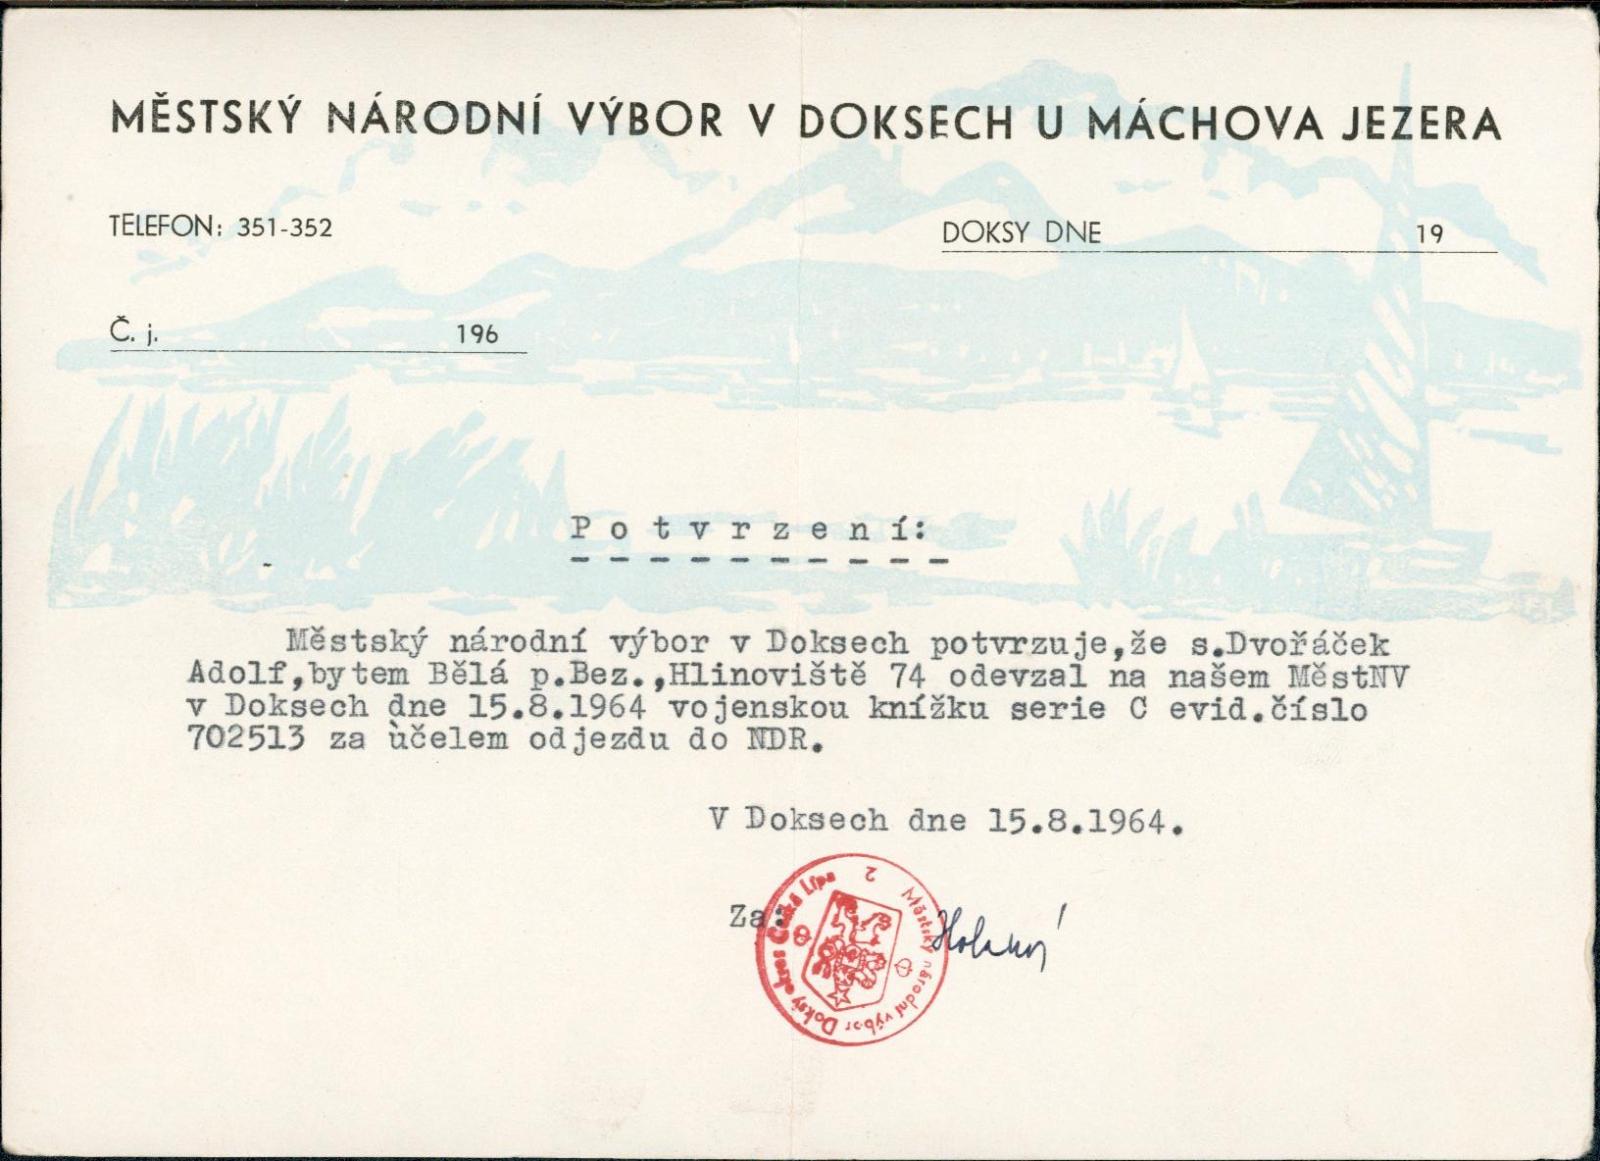 MĚSTSKÝ NÁRODNÍ VÝBOR V DOKSECH U MÁCHOVA JEZERA
TELEFON: 351-352
DOKSY DNE 19
Č. j. 196
Potvrzení:
Městský národní výbor v Doksech potvrzuje,že s.Dvořáček
Adolf,bytem Bělá p.Bez.,Hlinoviště 74 odevzal na našem MěstNV
v Doksech dne 15.8.1964 vojenskou knížku serie C evid.číslo
702513 za ùčelem odjezdu do NDR.
V Doksech dne 15.8.1964.
Za:
Městský národní výbor Doksy okres Česká Lípa
2